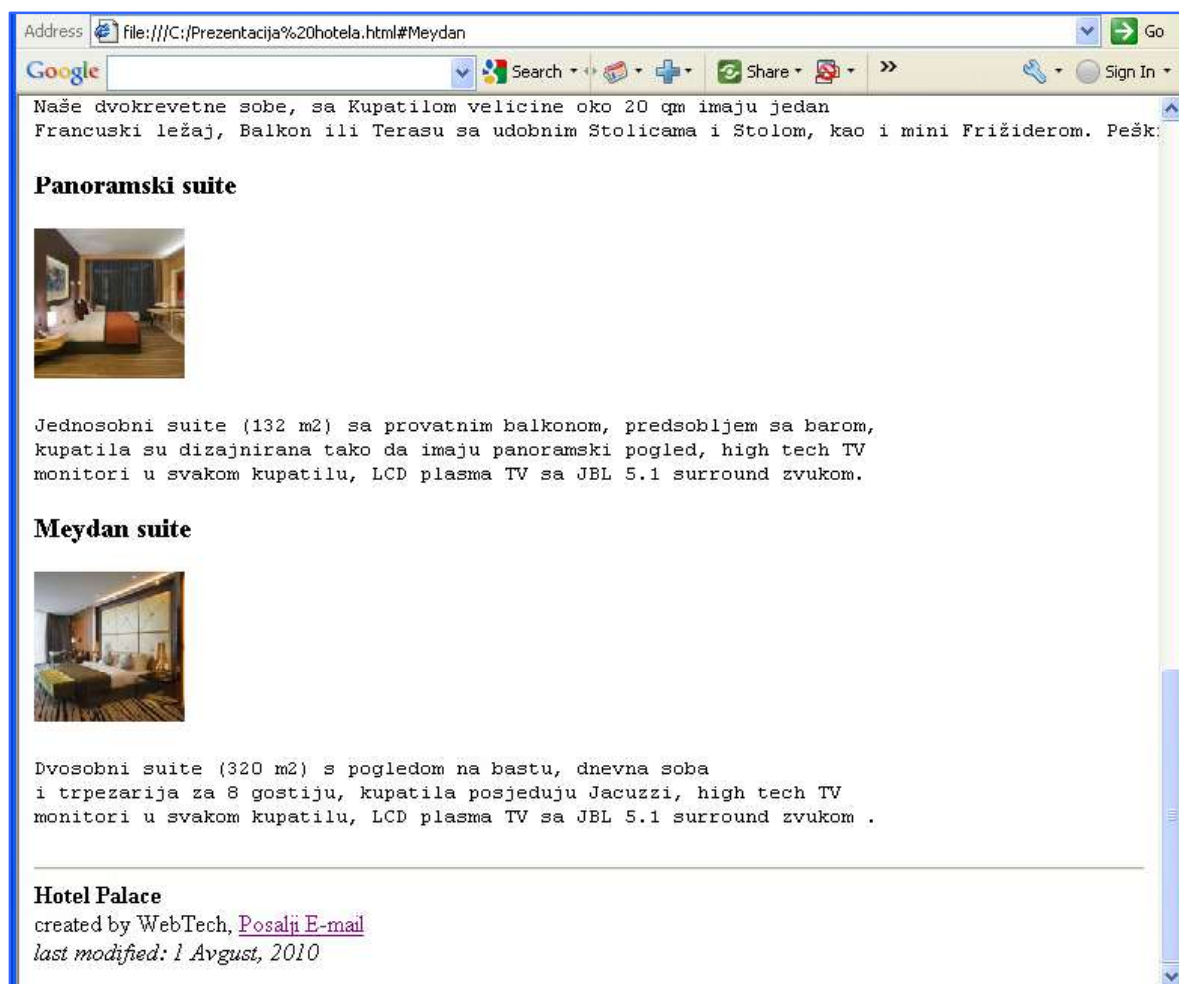 Address file:///C:/Prezentacija%20hotela.html#Meydan Go
Google Search Share » Sign In
Naše dvokrevetne sobe, sa Kupatilom velicine oko 20 qm imaju jedan
Francuski ležaj, Balkon ili Terasu sa udobnim Stolicama i Stolom, kao i mini Frižiderom. Pešk
Panoramski suite
Jednosobni suite (132 m2) sa provatnim balkonom, predsobljem sa barom,
kupatila su dizajnirana tako da imaju panoramski pogled, high tech TV
monitori u svakom kupatilu, LCD plasma TV sa JBL 5.1 surround zvukom.
Meydan suite
Dvosobni suite (320 m2) s pogledom na bastu, dnevna soba
i trpezarija za 8 gostiju, kupatila posjeduju Jacuzzi, high tech TV
monitori u svakom kupatilu, LCD plasma TV sa JBL 5.1 surround zvukom .
Hotel Palace
created by WebTech, Posalji E-mail
last modified: 1 Avgust, 2010